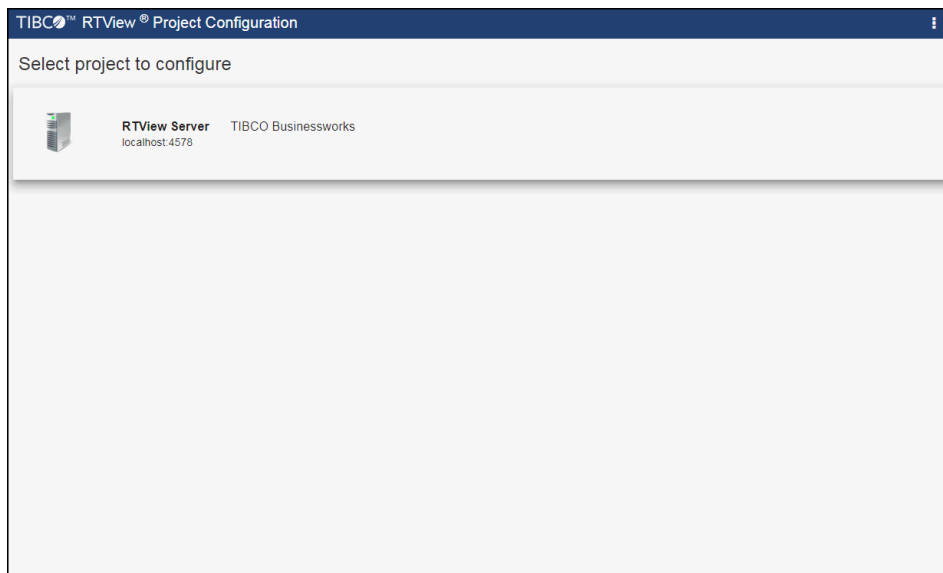 TIBCO™ RTView ® Project Configuration
Select project to configure
RTView Server TIBCO Businessworks
localhost:4578